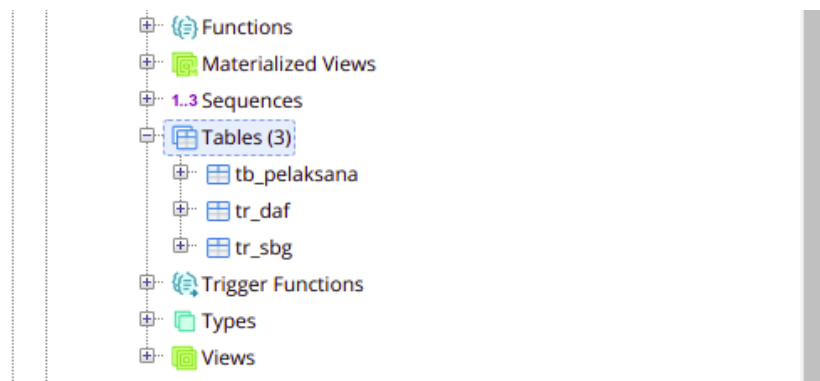 Functions
Materialized Views
1..3 Sequences
Tables (3)
tb_pelaksana
tr_daf
tr_sbg
Trigger Functions
Types
Views